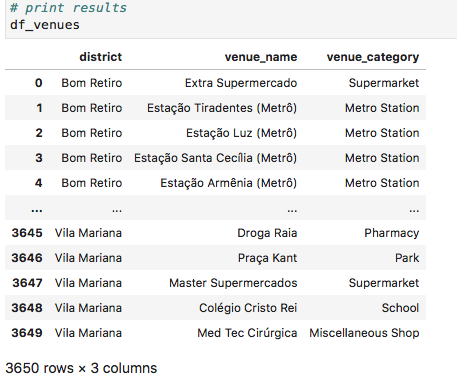 # print results
df_venues
district venue_name venue_category
0 Bom Retiro Extra Supermercado Supermarket
1 Bom Retiro Estação Tiradentes (Metrô) Metro Station
2 Bom Retiro Estação Luz (Metrô) Metro Station
3 Bom Retiro Estação Santa Cecília (Metrô) Metro Station
4 Bom Retiro Estação Armênia (Metrô) Metro Station
... ... ... ...
3645 Vila Mariana Droga Raia Pharmacy
3646 Vila Mariana Praça Kant Park
3647 Vila Mariana Master Supermercados Supermarket
3648 Vila Mariana Colégio Cristo Rei School
3649 Vila Mariana Med Tec Cirúrgica Miscellaneous Shop
3650 rows × 3 columns